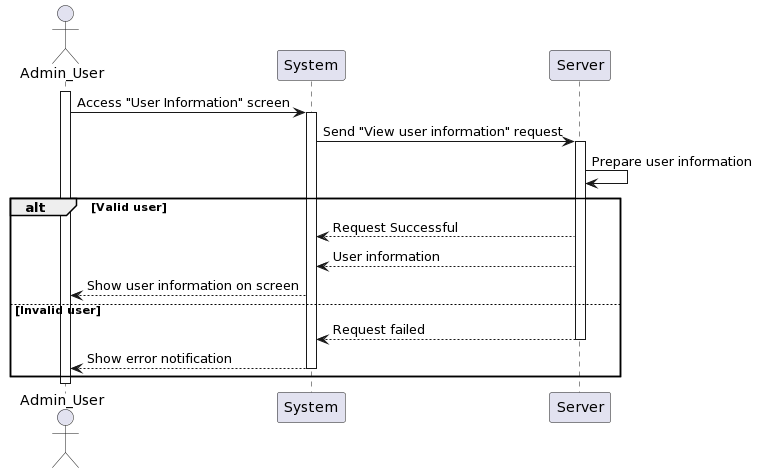 Admin_User
System
Server
Access "User Information" screen
Send "View user information" request
Prepare user information
alt
[Valid user]
Request Successful
User information
Show user information on screen
[Invalid user]
Request failed
Show error notification
Admin_User
System
Server